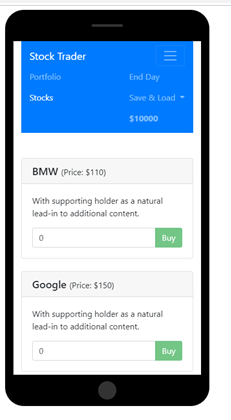 Stock Trader
Portfolio End Day
Stocks Save & Load
$10000
BMW (Price: $110)
With supporting holder as a natural
lead-in to additional content.
0 Buy
Google (Price: $150)
With supporting holder as a natural
lead-in to additional content.
0 Buy